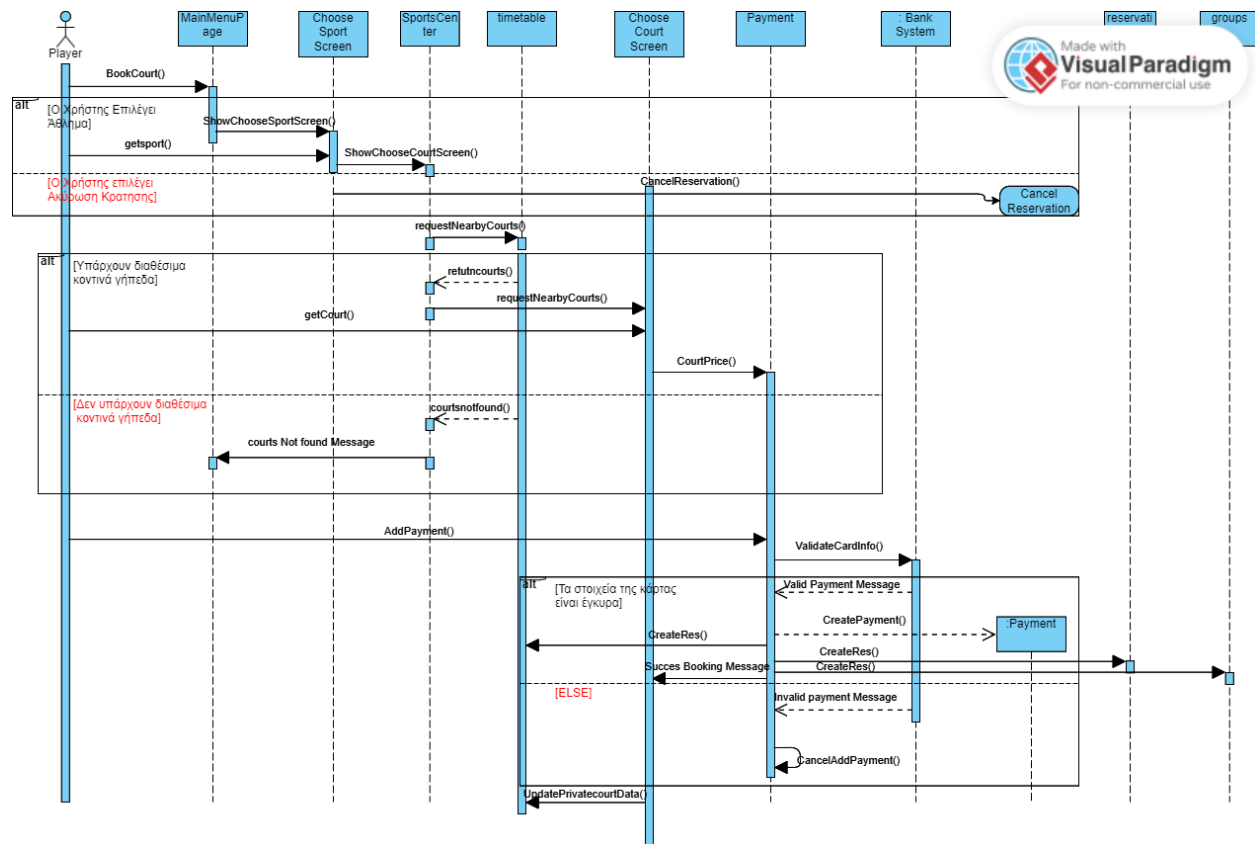 MainMenuP
age
Choose
Sport
Screen
SportsCen
ter
timetable
Choose
Court
Screen
Payment
: Bank
System
reservati
groups
Made with
Visual Paradigm
For non-commercial use
Player
BookCourt()
alt
[Ο Χρήστης Επιλέγει
Άθλημα]
ShowChooseSportScreen()
getsport()
ShowChooseCourtScreen()
[Ο Χρήστης επιλέγει
Ακύρωση Κρατησης]
CancelReservation()
Cancel
Reservation
requestNearbyCourts()
alt
[Υπάρχουν διαθέσιμα
κοντινά γήπεδα]
retutncourts()
requestNearbyCourts()
getCourt()
CourtPrice()
[Δεν υπάρχουν διαθέσιμα
κοντινά γήπεδα]
courtsnotfound()
courts Not found Message
AddPayment()
ValidateCardInfo()
alt
[Τα στοιχεία της κάρτας
είναι έγκυρα]
Valid Payment Message
CreatePayment()
:Payment
CreateRes()
CreateRes()
CreateRes()
Succes Booking Message
[ELSE]
Invalid payment Message
CancelAddPayment()
UpdatePrivatecourtData()